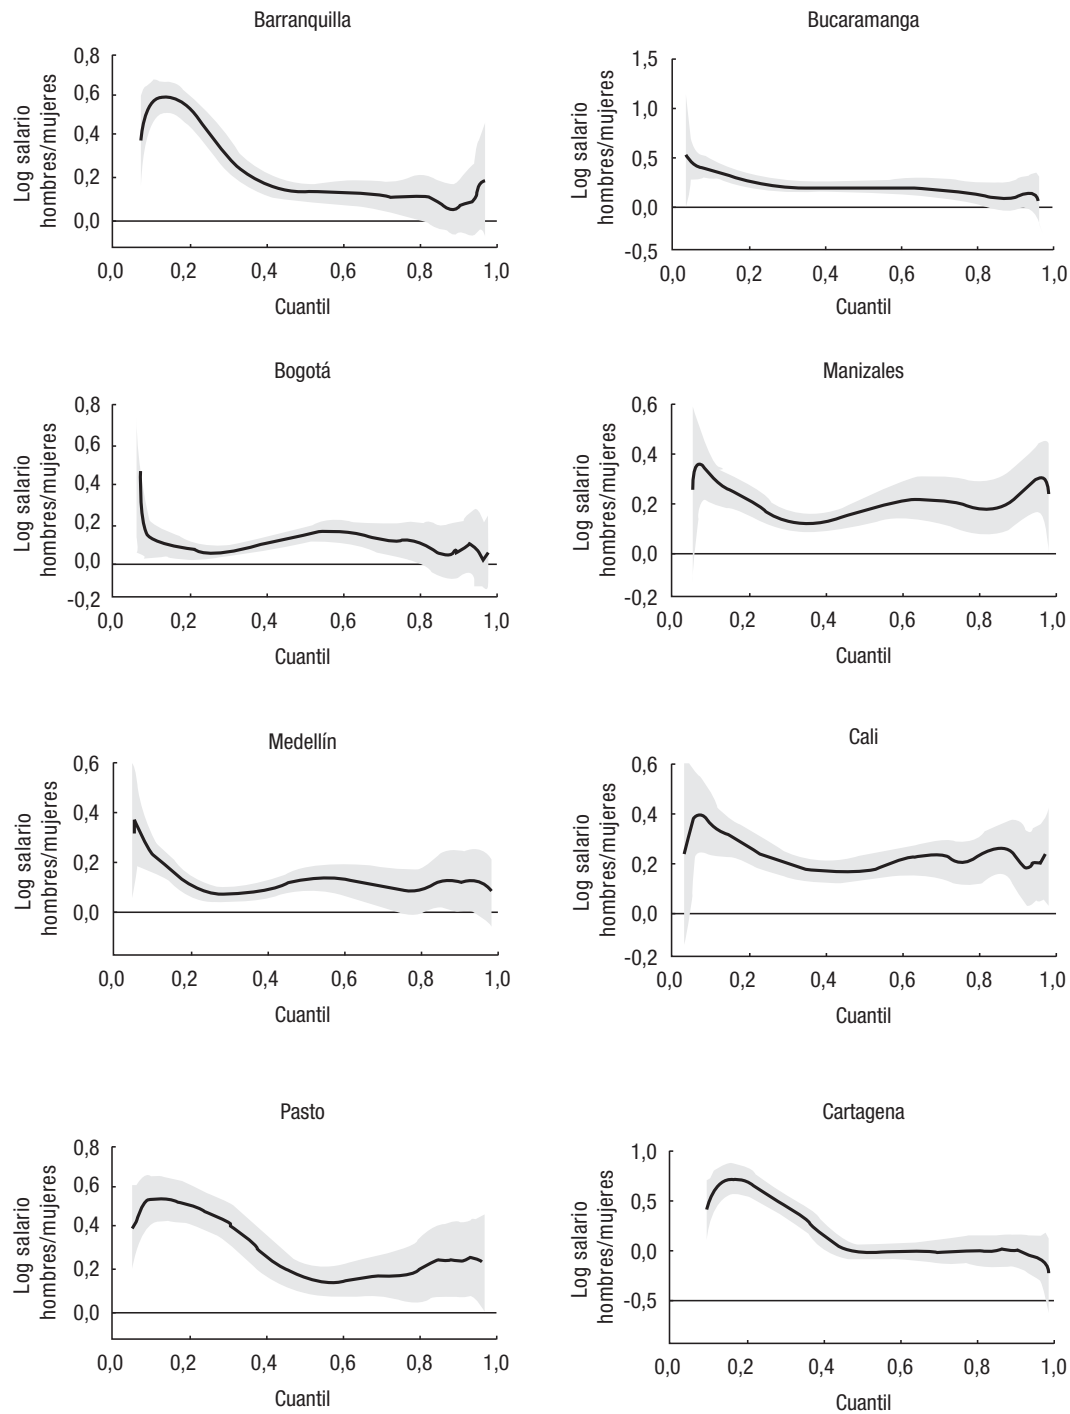 Barranquilla
Log salario
hombres/mujeres
0,8
0,6
0,4
0,2
0,0
0,0 0,2 0,4 0,6 0,8 1,0
Cuantil
Bucaramanga
Log salario
hombres/mujeres
1,5
1,0
0,5
0,0
-0,5
0,0 0,2 0,4 0,6 0,8 1,0
Cuantil
Bogotá
Log salario
hombres/mujeres
0,8
0,6
0,4
0,2
0,0
-0,2
0,0 0,2 0,4 0,6 0,8 1,0
Cuantil
Manizales
Log salario
hombres/mujeres
0,6
0,4
0,2
0,0
-0,2
0,0 0,2 0,4 0,6 0,8 1,0
Cuantil
Medellín
Log salario
hombres/mujeres
0,6
0,4
0,2
0,0
0,0 0,2 0,4 0,6 0,8 1,0
Cuantil
Cali
Log salario
hombres/mujeres
0,6
0,4
0,2
0,0
-0,2
0,0 0,2 0,4 0,6 0,8 1,0
Cuantil
Pasto
Log salario
hombres/mujeres
0,8
0,6
0,4
0,2
0,0
0,0 0,2 0,4 0,6 0,8 1,0
Cuantil
Cartagena
Log salario
hombres/mujeres
1,0
0,5
0,0
-0,5
0,0 0,2 0,4 0,6 0,8 1,0
Cuantil